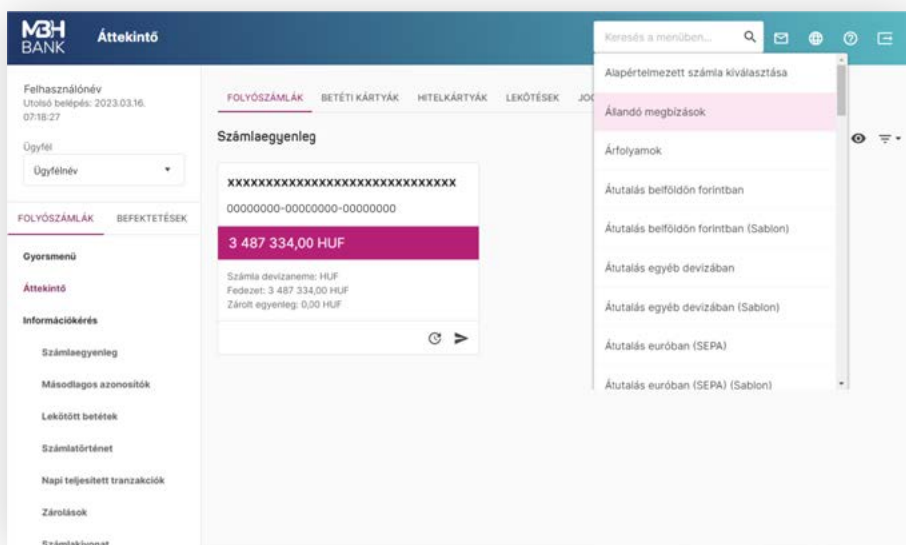 MBH
BANK
Áttekintő
Keresés a menüben...
Felhasználónév
Utolsó belépés: 2023.03.16.
07:18:27
Ügyfél
Ügyfélnév
FOLYÓSZÁMLÁK BEFEKTETÉSEK
Gyorsmenü
Áttekintő
Információkérés
Számlaegyenleg
Másodlagos azonosítók
Lekötött betétek
Számlatörténet
Napi teljesített tranzakciók
Zárolások
Számlakivonat
FOLYÓSZÁMLÁK BETÉTI KÁRTYÁK HITELKÁRTYÁK LEKÖTÉSEK
Számlaegyenleg
XXXXXXXXXXXXXXXXXXXXXXXXXXXXXX
00000000-00000000-00000000
3 487 334,00 HUF
Számla devizaneme: HUF
Fedezet: 3 487 334,00 HUF
Zárolt egyenleg: 0,00 HUF
Alapértelmezett számla kiválasztása
Állandó megbízások
Árfolyamok
Átutalás belföldön forintban
Átutalás belföldön forintban (Sablon)
Átutalás egyéb devizában
Átutalás egyéb devizában (Sablon)
Átutalás euróban (SEPA)
Átutalás euróban (SEPA) (Sablon)